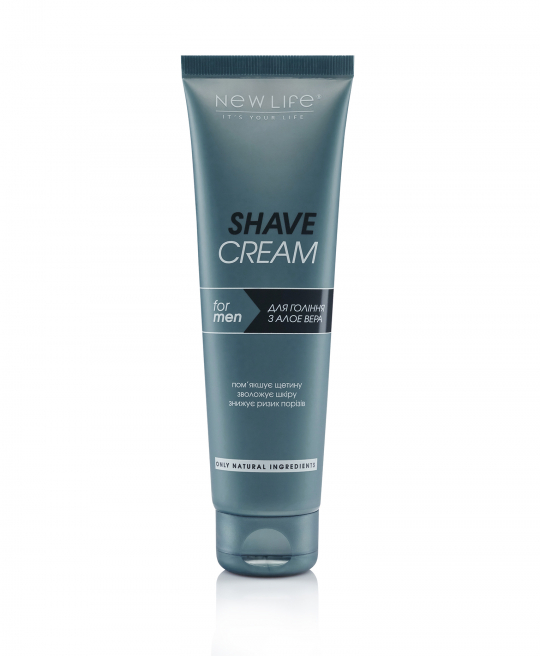 NEW LIFE®
IT'S YOUR LIFE
SHAVE
CREAM
for
men
ДЛЯ ГОЛІННЯ
З АЛОЕ ВЕРА
пом'якшує щетину
зволожує шкіру
знижує ризик порізів
ONLY NATURAL INGREDIENTS